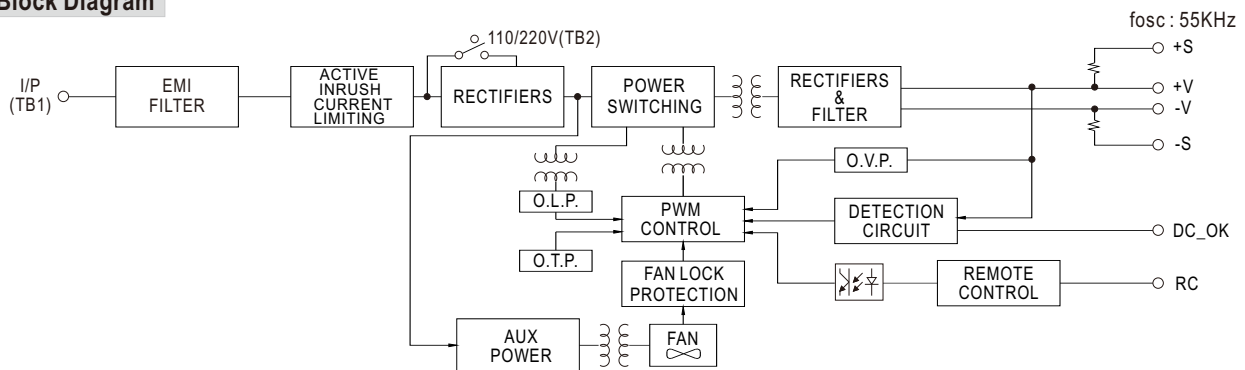 Block Diagram
fosc : 55KHz
I/P
(TB1)
EMI
FILTER
ACTIVE
INRUSH
CURRENT
LIMITING
110/220V(TB2)
RECTIFIERS
POWER
SWITCHING
RECTIFIERS
&
FILTER
+S
+V
-V
-S
O.L.P.
O.T.P.
PWM
CONTROL
O.V.P.
DETECTION
CIRCUIT
DC_OK
FAN LOCK
PROTECTION
REMOTE
CONTROL
RC
AUX
POWER
FAN